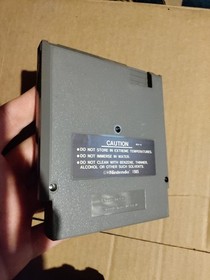 CAUTION
●DO NOT STORE IN EXTREME TEMPERATURES.
●DO NOT IMMERSE IN WATER.
●DO NOT CLEAN WITH BENZENE, THINNER,
ALCOHOL OR OTHER SUCH SOLVENTS.
Nintendo